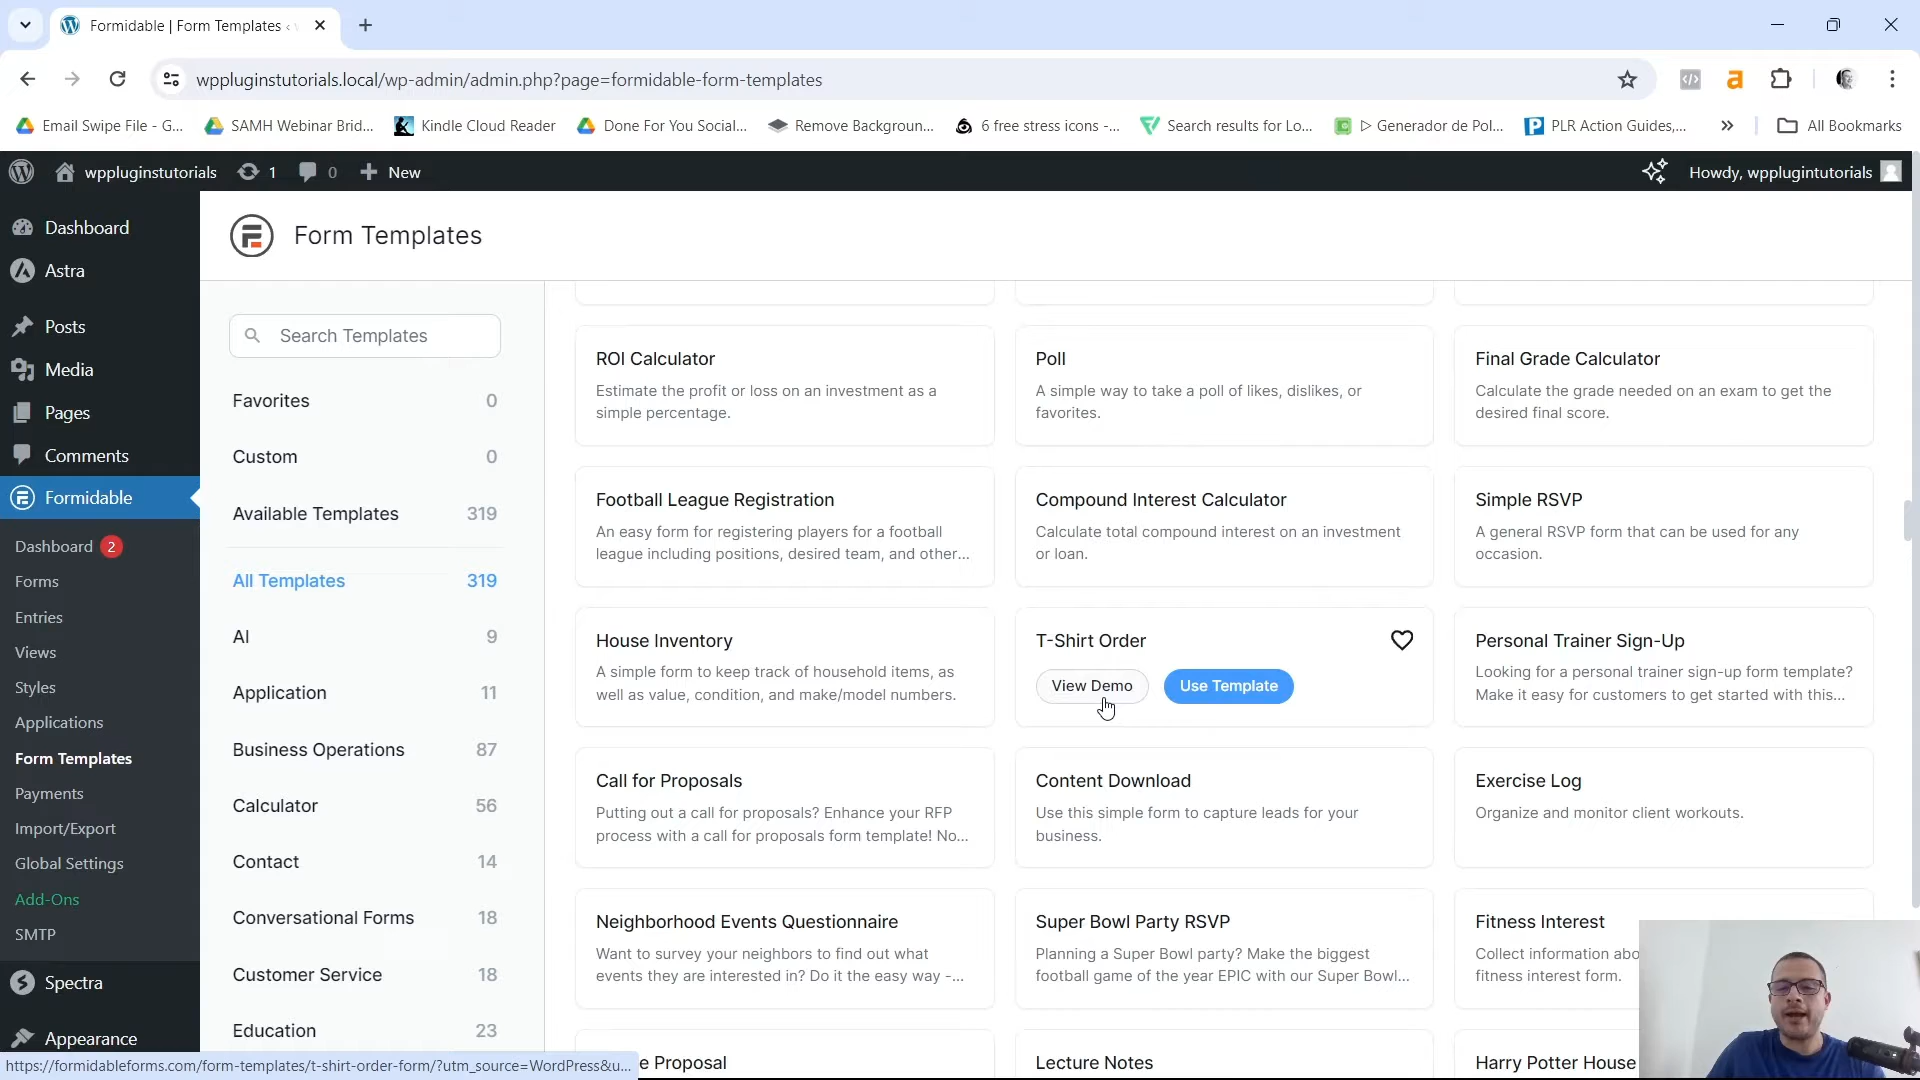 Formidable | Form Templates ‹
wppluginstutorials.local/wp-admin/admin.php?page=formidable-form-templates
Email Swipe File - G...
SAMH Webinar Brid...
Kindle Cloud Reader
Done For You Social...
Remove Backgroun...
6 free stress icons -...
Search results for Lo...
ᐅ Generador de Pol...
PLR Action Guides,...
»
All Bookmarks
wppluginstutorials
1
0
New
Howdy, wpplugintutorials
Dashboard
Astra
Posts
Media
Pages
Comments
Formidable
Dashboard 2
Forms
Entries
Views
Styles
Applications
Form Templates
Payments
Import/Export
Global Settings
Add-Ons
SMTP
Spectra
Appearance
Form Templates
Search Templates
Favorites 0
Custom 0
Available Templates 319
All Templates 319
AI 9
Application 11
Business Operations 87
Calculator 56
Contact 14
Conversational Forms 18
Customer Service 18
Education 23
ROI Calculator
Estimate the profit or loss on an investment as a
simple percentage.
Poll
A simple way to take a poll of likes, dislikes, or
favorites.
Final Grade Calculator
Calculate the grade needed on an exam to get the
desired final score.
Football League Registration
An easy form for registering players for a football
league including positions, desired team, and other...
Compound Interest Calculator
Calculate total compound interest on an investment
or loan.
Simple RSVP
A general RSVP form that can be used for any
occasion.
House Inventory
A simple form to keep track of household items, as
well as value, condition, and make/model numbers.
T-Shirt Order
View Demo
Use Template
Personal Trainer Sign-Up
Looking for a personal trainer sign-up form template?
Make it easy for customers to get started with this...
Call for Proposals
Putting out a call for proposals? Enhance your RFP
process with a call for proposals form template! No...
Content Download
Use this simple form to capture leads for your
business.
Exercise Log
Organize and monitor client workouts.
Neighborhood Events Questionnaire
Want to survey your neighbors to find out what
events they are interested in? Do it the easy way -...
Super Bowl Party RSVP
Planning a Super Bowl party? Make the biggest
football game of the year EPIC with our Super Bowl...
Fitness Interest
Collect information abo
fitness interest form.
e Proposal
Lecture Notes
Harry Potter House
https://formidableforms.com/form-templates/t-shirt-order-form/?utm_source=WordPress&u...